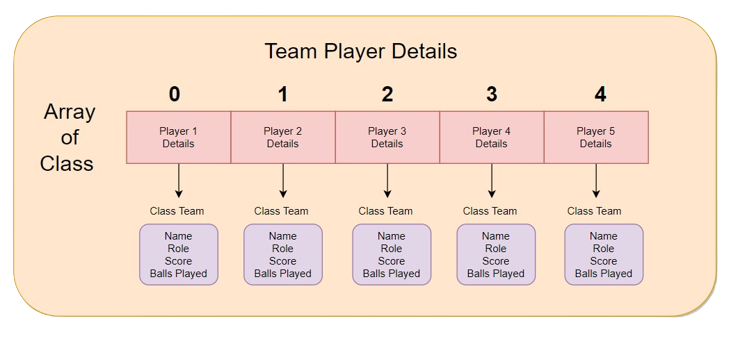 Team Player Details
0 1 2 3 4
Array
of
Class
Player 1
Details
Player 2
Details
Player 3
Details
Player 4
Details
Player 5
Details
Class Team
Name
Role
Score
Balls Played
Class Team
Name
Role
Score
Balls Played
Class Team
Name
Role
Score
Balls Played
Class Team
Name
Role
Score
Balls Played
Class Team
Name
Role
Score
Balls Played